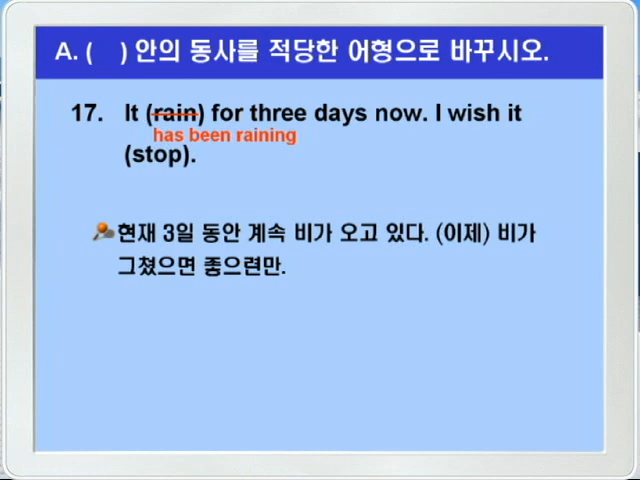 A. (    ) 안의 동사를 적당한 어형으로 바꾸시오.
17. It (rain) for three days now. I wish it
has been raining
(stop).
현재 3일 동안 계속 비가 오고 있다. (이제) 비가
그쳤으면 좋으련만.